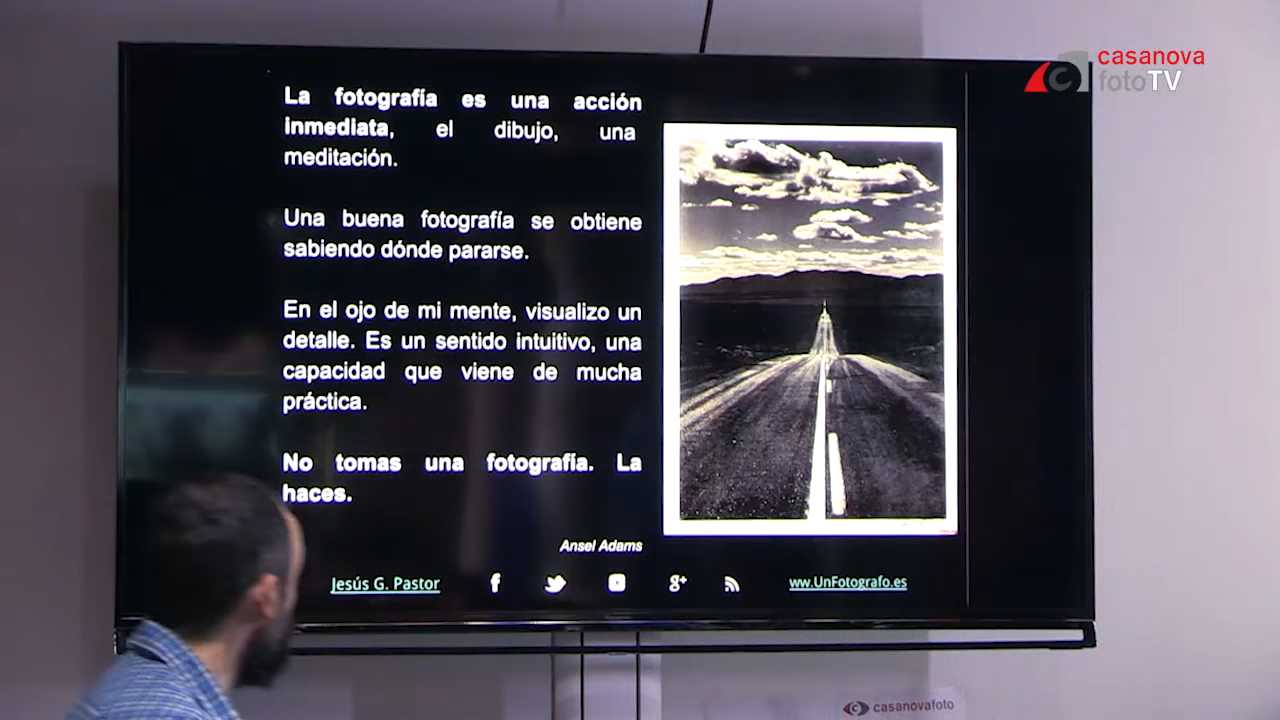 casanova
fotoTV
La fotografía es una acción
inmediata, el dibujo, una
meditación.
Una buena fotografía se obtiene
sabiendo dónde pararse.
En el ojo de mi mente, visualizo un
detalle. Es un sentido intuitivo, una
capacidad que viene de mucha
práctica.
No tomas una fotografía. La
haces.
Ansel Adams
Jesús G. Pastor
f
g+
www.UnFotografo.es
casanovafoto